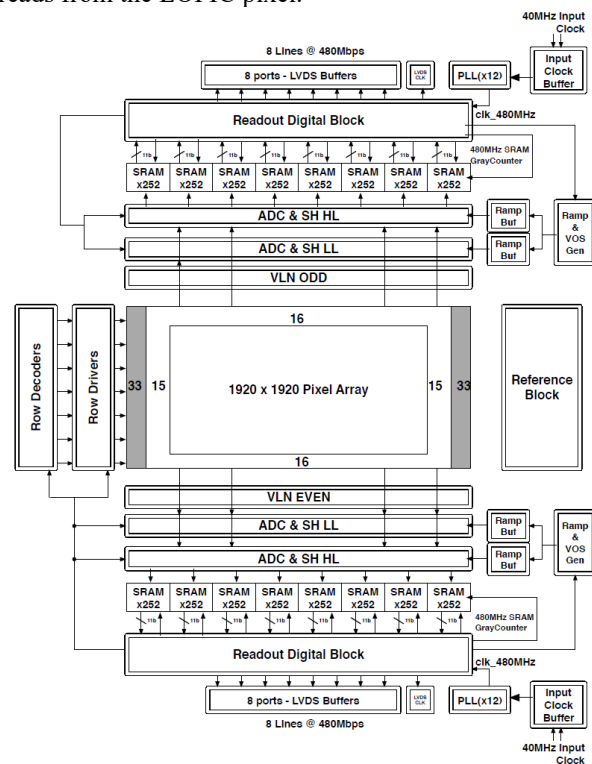 reads from the LOFIC pixel.
40MHz Input
Clock
8 Lines @ 480Mbps
8 ports - LVDS Buffers
LVDS
CLK
PLL(x12)
Input
Clock
Buffer
clk_480MHz
Readout Digital Block
480MHz SRAM
GrayCounter
11b 11b 11b 11b 11b 11b 11b 11b
SRAM SRAM SRAM SRAM SRAM SRAM SRAM SRAM
x252 x252 x252 x252 x252 x252 x252 x252
ADC & SH HL
Ramp
Buf
Ramp
&
VOS
Gen
ADC & SH LL
Ramp
Buf
VLN ODD
Row Decoders
Row Drivers
16
33 15 1920 x 1920 Pixel Array 15 33
16
Reference
Block
VLN EVEN
ADC & SH LL
Ramp
Buf
Ramp
&
VOS
Gen
ADC & SH HL
Ramp
Buf
SRAM SRAM SRAM SRAM SRAM SRAM SRAM SRAM
x252 x252 x252 x252 x252 x252 x252 x252
480MHz SRAM
GrayCounter
11b 11b 11b 11b 11b 11b 11b 11b
Readout Digital Block
clk_480MHz
8 ports - LVDS Buffers
LVDS
CLK
PLL(x12)
Input
Clock
Buffer
8 Lines @ 480Mbps
40MHz Input
Clock